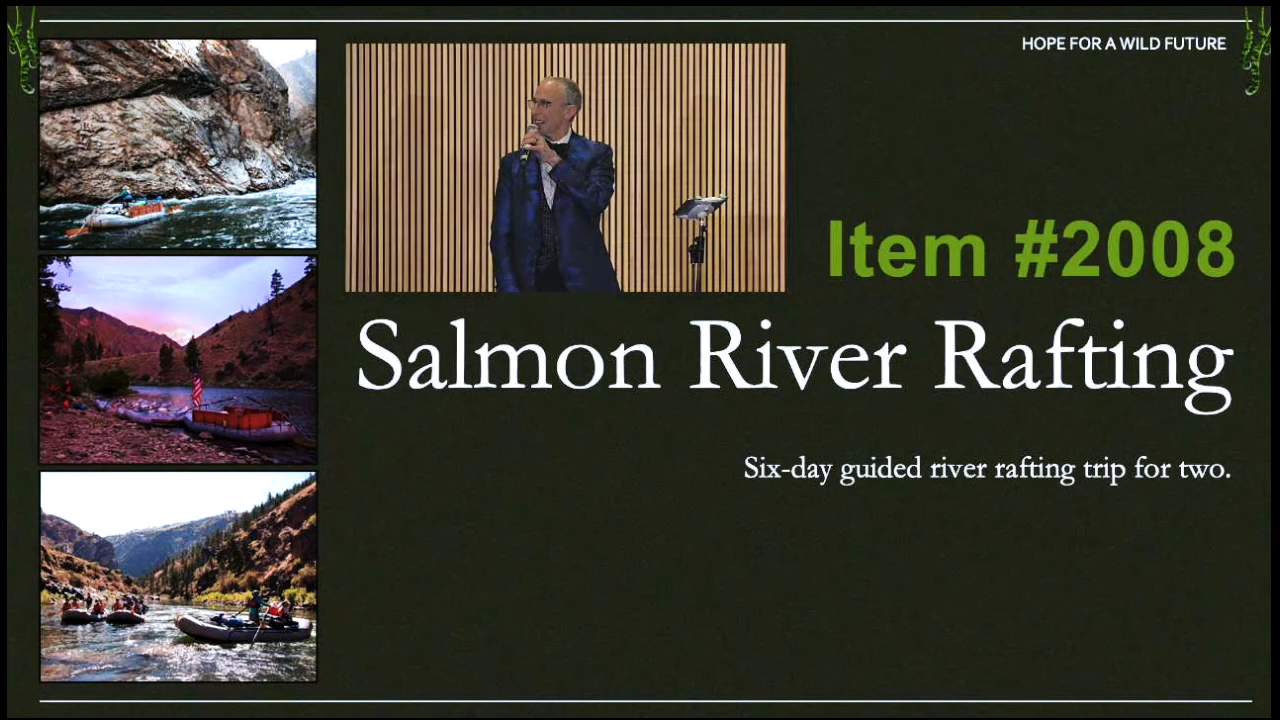 HOPE FOR A WILD FUTURE
Item #2008
Salmon River Rafting
Six-day guided river rafting trip for two.